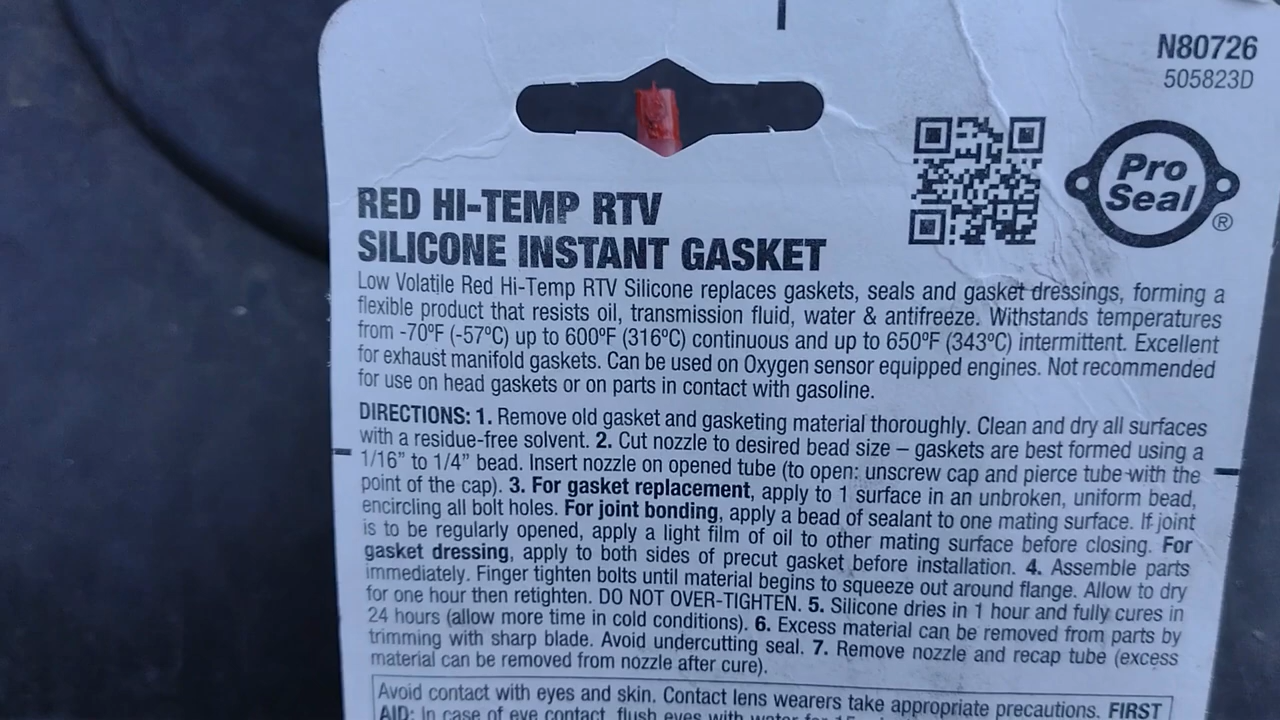 N80726
505823D
Pro
Seal
®
RED HI-TEMP RTV
SILICONE INSTANT GASKET
Low Volatile Red Hi-Temp RTV Silicone replaces gaskets, seals and gasket dressings, forming a
flexible product that resists oil, transmission fluid, water & antifreeze. Withstands temperatures
from -70ºF (-57ºC) up to 600ºF (316ºC) continuous and up to 650ºF (343ºC) intermittent. Excellent
for exhaust manifold gaskets. Can be used on Oxygen sensor equipped engines. Not recommended
for use on head gaskets or on parts in contact with gasoline.
DIRECTIONS: 1. Remove old gasket and gasketing material thoroughly. Clean and dry all surfaces
with a residue-free solvent. 2. Cut nozzle to desired bead size – gaskets are best formed using a
1/16” to 1/4” bead. Insert nozzle on opened tube (to open: unscrew cap and pierce tube with the
point of the cap). 3. For gasket replacement, apply to 1 surface in an unbroken, uniform bead,
encircling all bolt holes. For joint bonding, apply a bead of sealant to one mating surface. If joint
is to be regularly opened, apply a light film of oil to other mating surface before closing. For
gasket dressing, apply to both sides of precut gasket before installation. 4. Assemble parts
immediately. Finger tighten bolts until material begins to squeeze out around flange. Allow to dry
for one hour then retighten. DO NOT OVER-TIGHTEN. 5. Silicone dries in 1 hour and fully cures in
24 hours (allow more time in cold conditions). 6. Excess material can be removed from parts by
trimming with sharp blade. Avoid undercutting seal. 7. Remove nozzle and recap tube (excess
material can be removed from nozzle after cure).
Avoid contact with eyes and skin. Contact lens wearers take appropriate precautions. FIRST
AID: In case of eye contact, flush eyes with water for